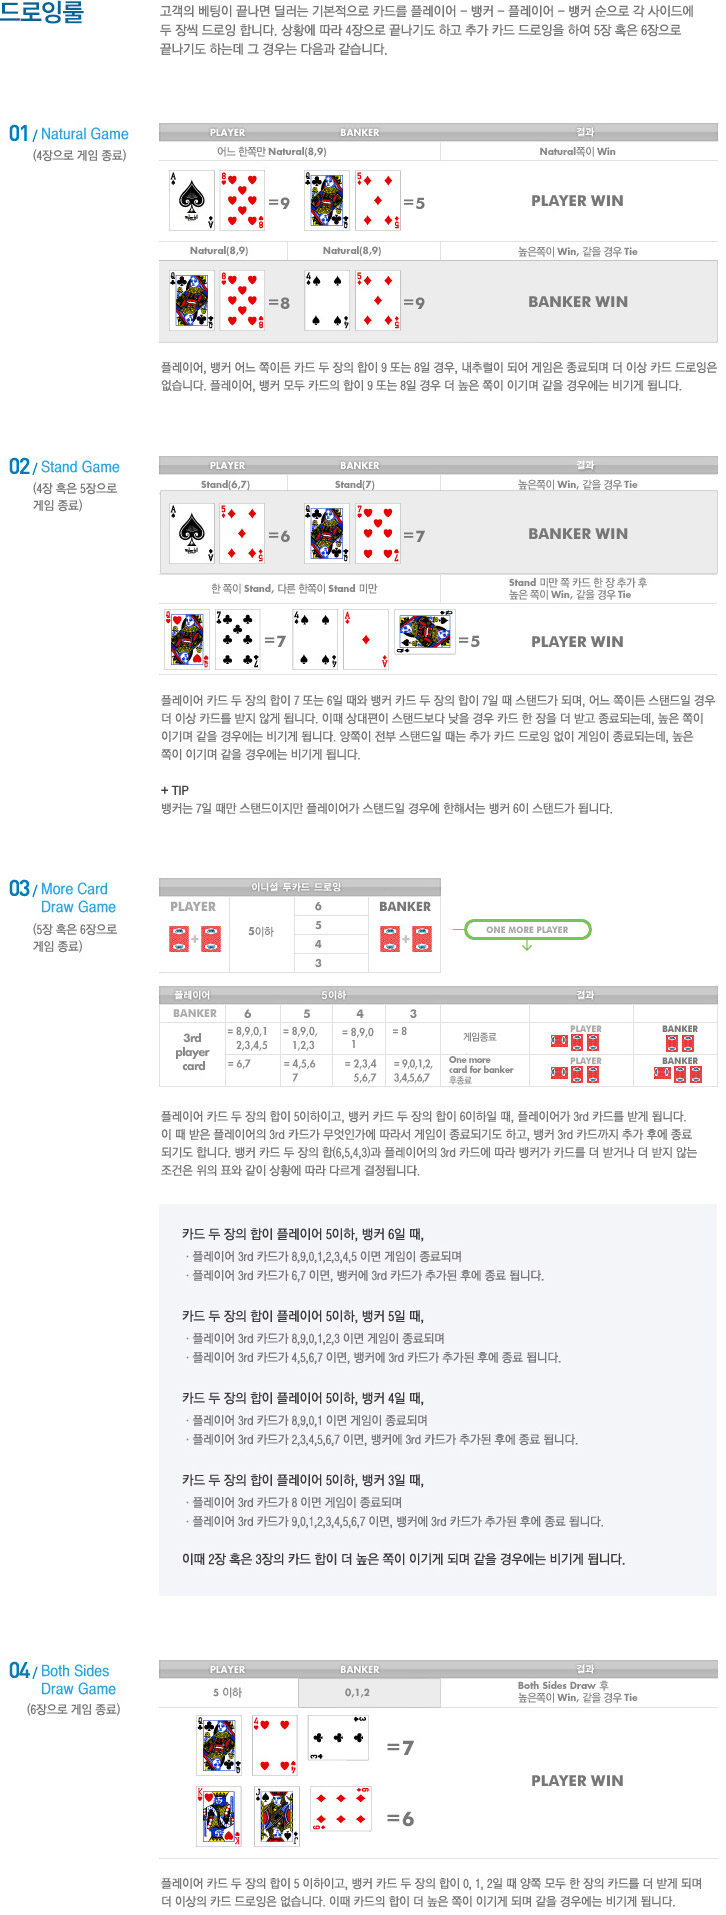 드로잉룰
고객의 베팅이 끝나면 딜러는 기본적으로 카드를 플레이어 – 뱅커 – 플레이어 – 뱅커 순으로 각 사이드에
두 장씩 드로잉 합니다. 상황에 따라 4장으로 끝나기도 하고 추가 카드 드로잉을 하여 5장 혹은 6장으로
끝나기도 하는데 그 경우는 다음과 같습니다.
01 / Natural Game
(4장으로 게임 종료)
PLAYER BANKER 결과
어느 한쪽만 Natural(8,9) Natural쪽이 Win
A 8 =9 Q 5 =5 PLAYER WIN
Natural(8,9) Natural(8,9) 높은쪽이 Win, 같을 경우 Tie
Q 8 =8 4 5 =9 BANKER WIN
플레이어, 뱅커 어느 쪽이든 카드 두 장의 합이 9 또는 8일 경우, 내추럴이 되어 게임은 종료되며 더 이상 카드 드로잉은
없습니다. 플레이어, 뱅커 모두 카드의 합이 9 또는 8일 경우 더 높은 쪽이 이기며 같을 경우에는 비기게 됩니다.
02 / Stand Game
(4장 혹은 5장으로
게임 종료)
PLAYER BANKER 결과
Stand(6,7) Stand(7) 높은쪽이 Win, 같을 경우 Tie
A 5 =6 Q 7 =7 BANKER WIN
한 쪽이 Stand, 다른 한쪽이 Stand 미만
Stand 미만 쪽 카드 한 장 추가 후
높은 쪽이 Win, 같을 경우 Tie
Q 7 =7 4 A Q =5 PLAYER WIN
플레이어 카드 두 장의 합이 7 또는 6일 때와 뱅커 카드 두 장의 합이 7일 때 스탠드가 되며, 어느 쪽이든 스탠드일 경우
더 이상 카드를 받지 않게 됩니다. 이때 상대편이 스탠드보다 낮을 경우 카드 한 장을 더 받고 종료되는데, 높은 쪽이
이기며 같을 경우에는 비기게 됩니다. 양쪽이 전부 스탠드일 때는 추가 카드 드로잉 없이 게임이 종료되는데, 높은
쪽이 이기며 같을 경우에는 비기게 됩니다.
+ TIP
뱅커는 7일 때만 스탠드이지만 플레이어가 스탠드일 경우에 한해서는 뱅커 6이 스탠드가 됩니다.
03 / More Card
Draw Game
(5장 혹은 6장으로
게임 종료)
이니셜 두카드 드로잉
PLAYER 6 BANKER
+ 5이하 5 +
4
3
ONE MORE PLAYER
플레이어 5이하 결과
BANKER 6 5 4 3
3rd
player
card
= 8,9,0,1
2,3,4,5
= 8,9,0,
1,2,3
= 8,9,0
1
= 8
게임종료
PLAYER BANKER
= 6,7
= 4,5,6
7
= 2,3,4
5,6,7
= 9,0,1,2,
3,4,5,6,7
One more
card for banker
후종료
PLAYER BANKER
플레이어 카드 두 장의 합이 5이하이고, 뱅커 카드 두 장의 합이 6이하일 때, 플레이어가 3rd 카드를 받게 됩니다.
이 때 받은 플레이어의 3rd 카드가 무엇인가에 따라서 게임이 종료되기도 하고, 뱅커 3rd 카드까지 추가 후에 종료
되기도 합니다. 뱅커 카드 두 장의 합(6,5,4,3)과 플레이어의 3rd 카드에 따라 뱅커가 카드를 더 받거나 더 받지 않는
조건은 위의 표와 같이 상황에 따라 다르게 결정됩니다.
카드 두 장의 합이 플레이어 5이하, 뱅커 6일 때,
· 플레이어 3rd 카드가 8,9,0,1,2,3,4,5 이면 게임이 종료되며
· 플레이어 3rd 카드가 6,7 이면, 뱅커에 3rd 카드가 추가된 후에 종료 됩니다.
카드 두 장의 합이 플레이어 5이하, 뱅커 5일 때,
· 플레이어 3rd 카드가 8,9,0,1,2,3 이면 게임이 종료되며
· 플레이어 3rd 카드가 4,5,6,7 이면, 뱅커에 3rd 카드가 추가된 후에 종료 됩니다.
카드 두 장의 합이 플레이어 5이하, 뱅커 4일 때,
· 플레이어 3rd 카드가 8,9,0,1 이면 게임이 종료되며
· 플레이어 3rd 카드가 2,3,4,5,6,7 이면, 뱅커에 3rd 카드가 추가된 후에 종료 됩니다.
카드 두 장의 합이 플레이어 5이하, 뱅커 3일 때,
· 플레이어 3rd 카드가 8 이면 게임이 종료되며
· 플레이어 3rd 카드가 9,0,1,2,3,4,5,6,7 이면, 뱅커에 3rd 카드가 추가된 후에 종료 됩니다.
이때 2장 혹은 3장의 카드 합이 더 높은 쪽이 이기게 되며 같을 경우에는 비기게 됩니다.
04 / Both Sides
Draw Game
(6장으로 게임 종료)
PLAYER BANKER 결과
5 이하 0,1,2
Both Sides Draw 후
높은쪽이 Win, 같을 경우 Tie
Q 4 3 =7
PLAYER WIN
K J 6 =6
플레이어 카드 두 장의 합이 5 이하이고, 뱅커 카드 두 장의 합이 0, 1, 2일 때 양쪽 모두 한 장의 카드를 더 받게 되며
더 이상의 카드 드로잉은 없습니다. 이때 카드의 합이 더 높은 쪽이 이기게 되며 같을 경우에는 비기게 됩니다.